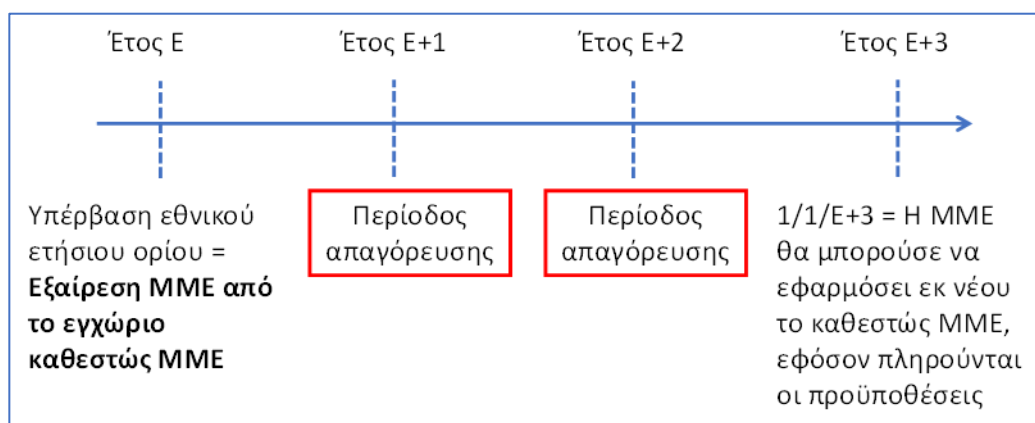 Έτος Ε
Έτος Ε+1
Έτος Ε+2
Έτος Ε+3
Υπέρβαση εθνικού
ετήσιου ορίου =
Εξαίρεση ΜΜΕ από
το εγχώριο
καθεστώς ΜΜΕ
Περίοδος
απαγόρευσης
Περίοδος
απαγόρευσης
1/1/Ε+3 = Η ΜΜΕ
θα μπορούσε να
εφαρμόσει εκ νέου
το καθεστώς ΜΜΕ,
εφόσον πληρούνται
οι προϋποθέσεις